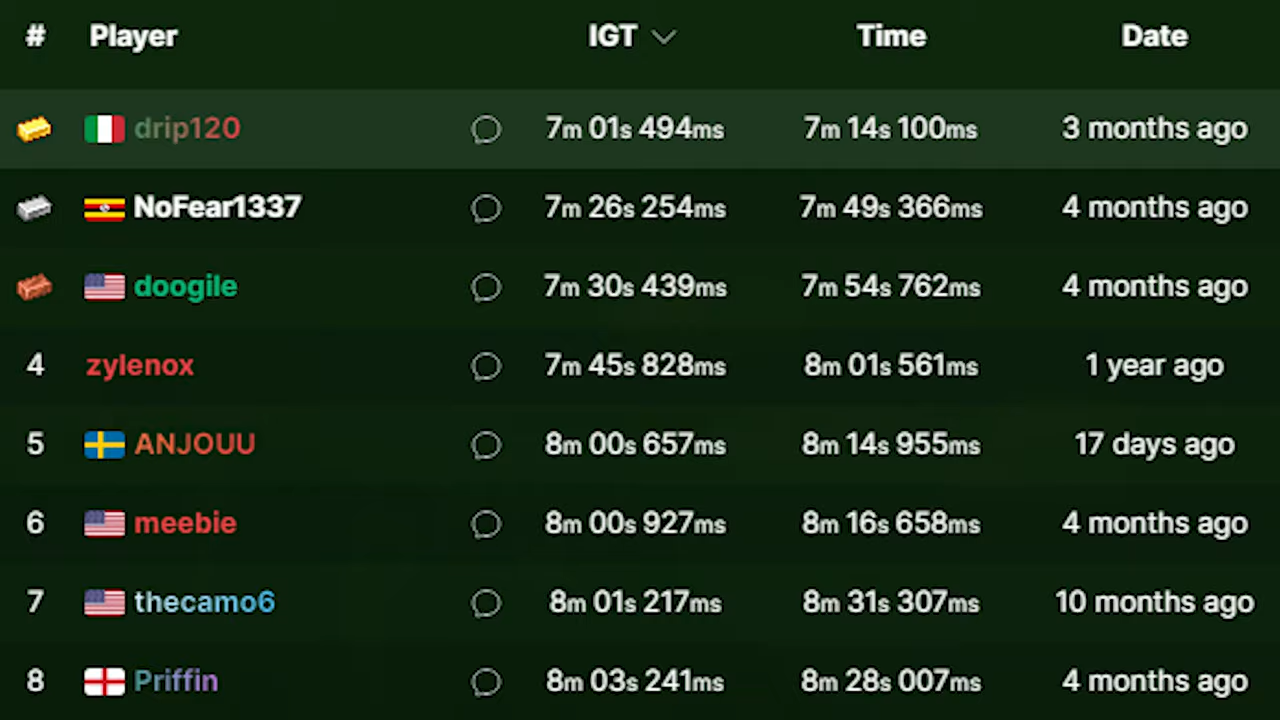 # Player IGT Time Date
drip120 7m 01s 494ms 7m 14s 100ms 3 months ago
NoFear1337 7m 26s 254ms 7m 49s 366ms 4 months ago
doogile 7m 30s 439ms 7m 54s 762ms 4 months ago
4 zylenox 7m 45s 828ms 8m 01s 561ms 1 year ago
5 ANJOUU 8m 00s 657ms 8m 14s 955ms 17 days ago
6 meebie 8m 00s 927ms 8m 16s 658ms 4 months ago
7 thecamo6 8m 01s 217ms 8m 31s 307ms 10 months ago
8 Priffin 8m 03s 241ms 8m 28s 007ms 4 months ago